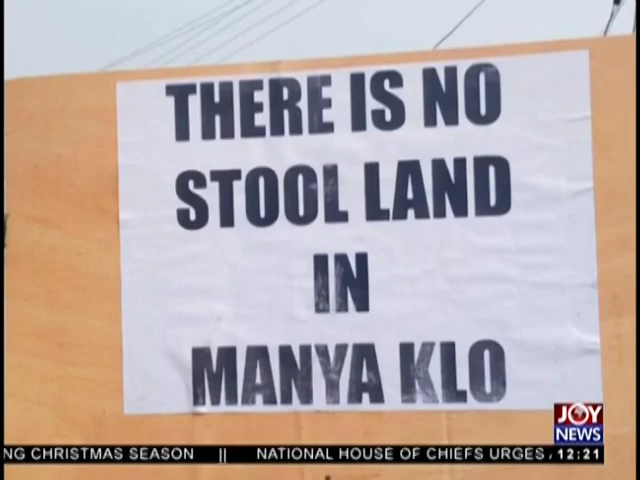 THERE IS NO
STOOL LAND
IN
MANYA KLO
JOY
NEWS
NG CHRISTMAS SEASON || NATIONAL HOUSE OF CHIEFS URGES 12:21